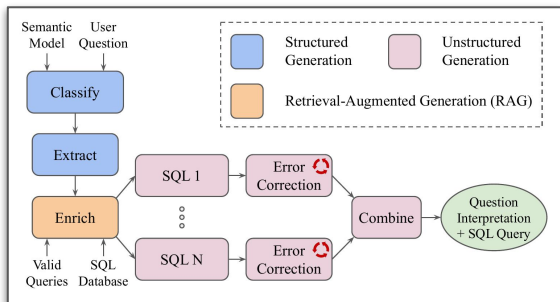 Semantic
Model
User
Question
Classify
Extract
Enrich
Valid
Queries
SQL
Database
SQL 1
Error
Correction
SQL N
Error
Correction
Combine
Question
Interpretation
+ SQL Query
Structured
Generation
Unstructured
Generation
Retrieval-Augmented Generation (RAG)